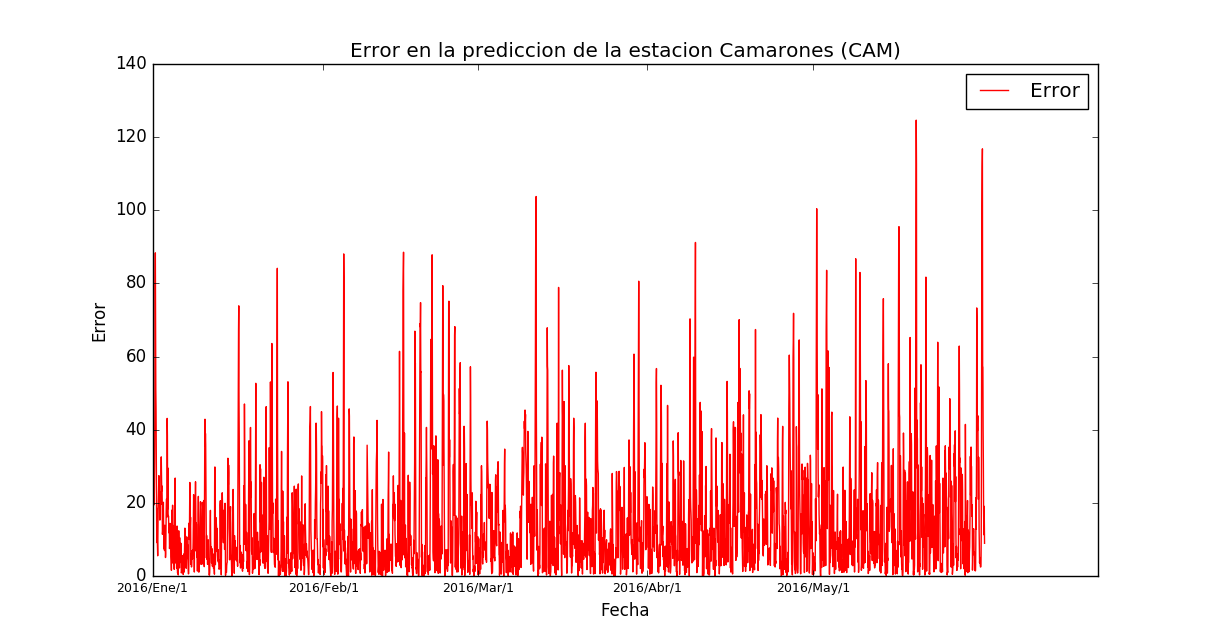 Error en la prediccion de la estacion Camarones (CAM)
Error
140
120
100
80
60
40
20
0
Error
2016/Ene/1
2016/Feb/1
2016/Mar/1
2016/Abr/1
2016/May/1
Fecha